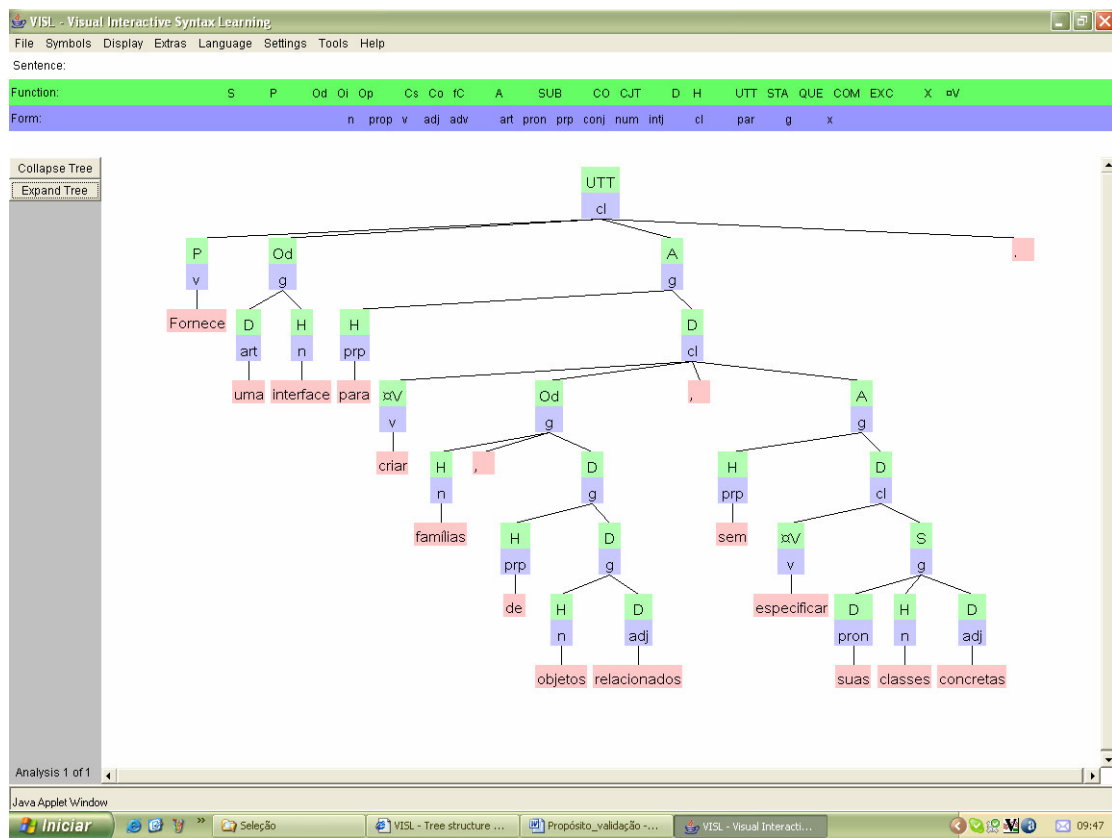 VISL - Visual Interactive Syntax Learning
File Symbols Display Extras Language Settings Tools Help
Sentence:
Function: S P Od Oi Op Cs Co fC A SUB CO CJT D H UTT STA QUE COM EXC X ¤V
Form: n prop v adj adv art pron prp conj num intj cl par g x
Collapse Tree
Expand Tree
UTT
cl
P Od A .
v g g
Fornece D H H D
art n prp cl
uma interface para ¤V Od , A
v g g
criar H , D H D
n g prp cl
famílias H D sem ¤V S
prp g v g
de H D especificar D H D
n adj pron n adj
objetos relacionados suas classes concretas
Analysis 1 of 1
Java Applet Window
Iniciar » Seleção VISL - Tree structure ... Propósito_validação -... VISL - Visual Interacti... 09:47